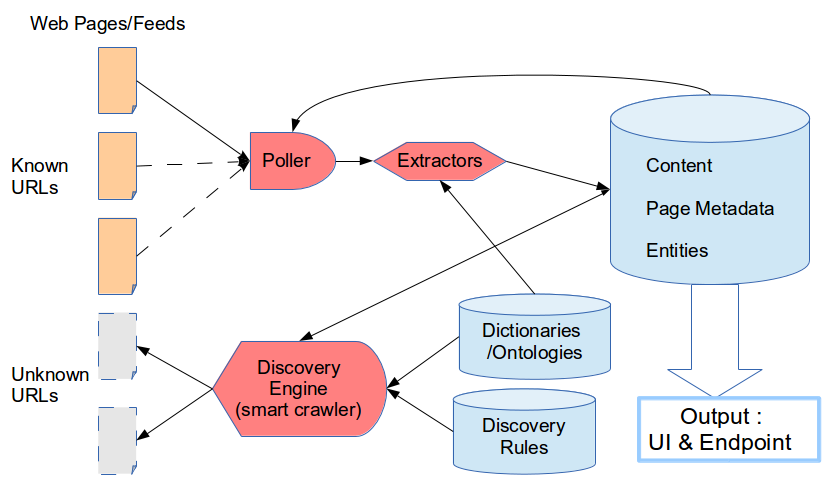 Web Pages/Feeds
Known
URLs
Poller
Extractors
Content
Page Metadata
Entities
Unknown
URLs
Discovery
Engine
(smart crawler)
Dictionaries
/Ontologies
Discovery
Rules
Output :
UI & Endpoint